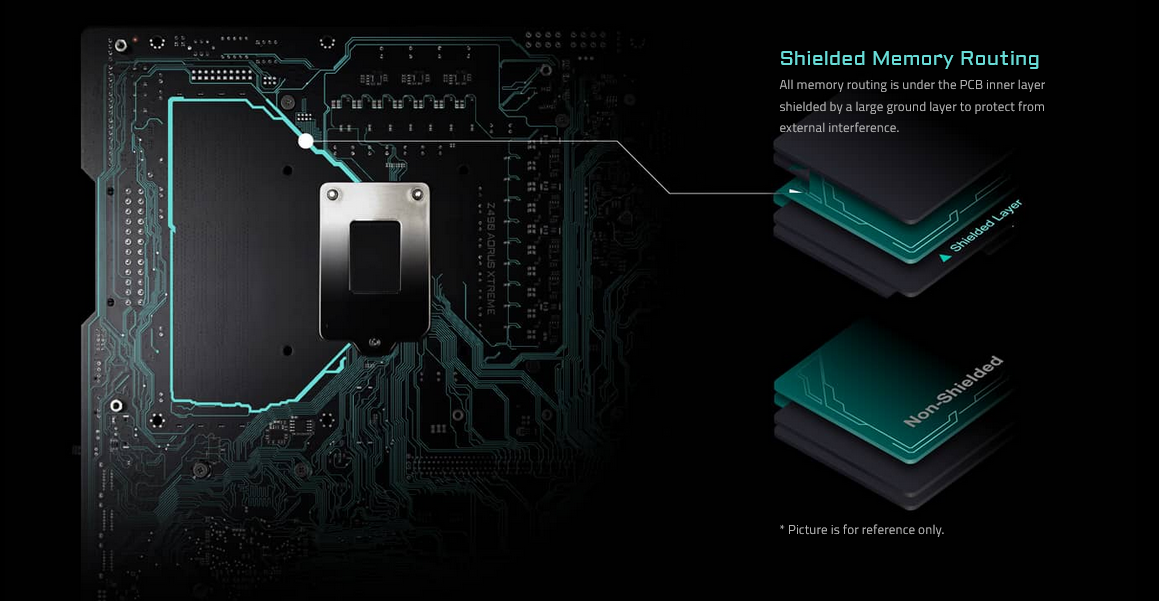 Shielded Memory Routing
All memory routing is under the PCB inner layer
shielded by a large ground layer to protect from
external interference.
Shielded Layer
Z490 AORUS XTREME
Non-Shielded
* Picture is for reference only.